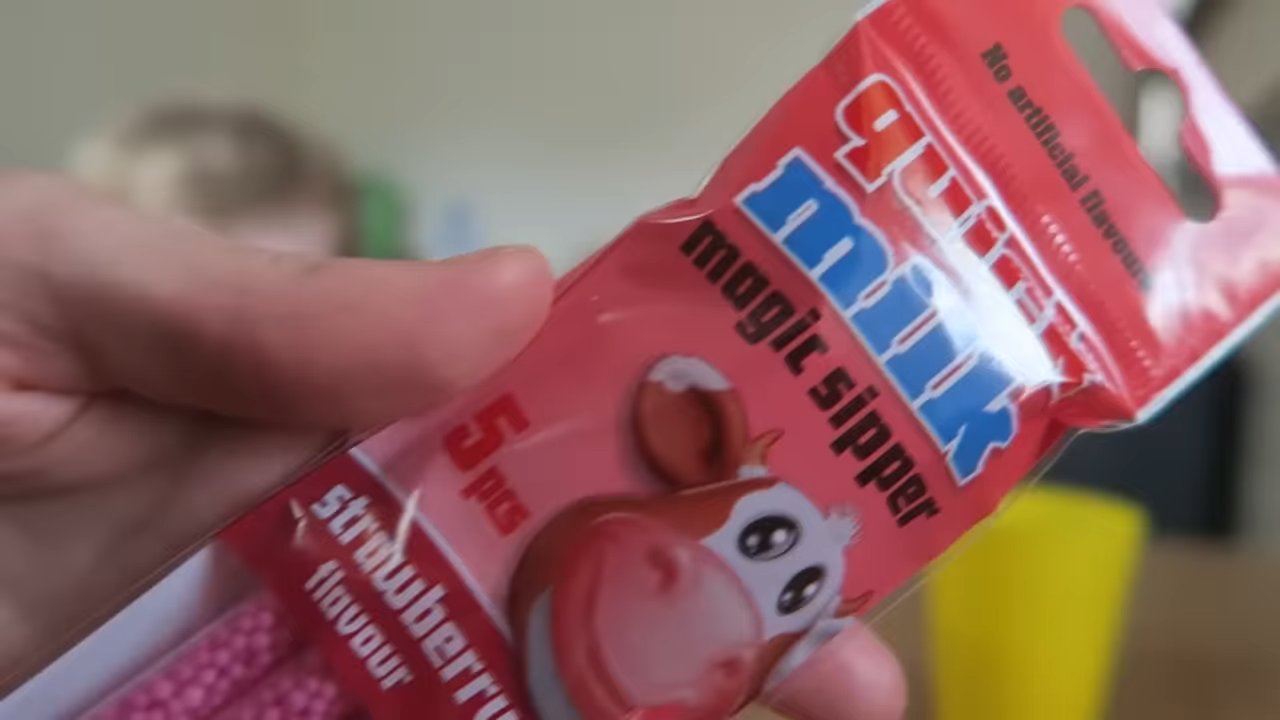 No artificial flavours
quick
milk
magic sipper
5 pcs
strawberry
flavour